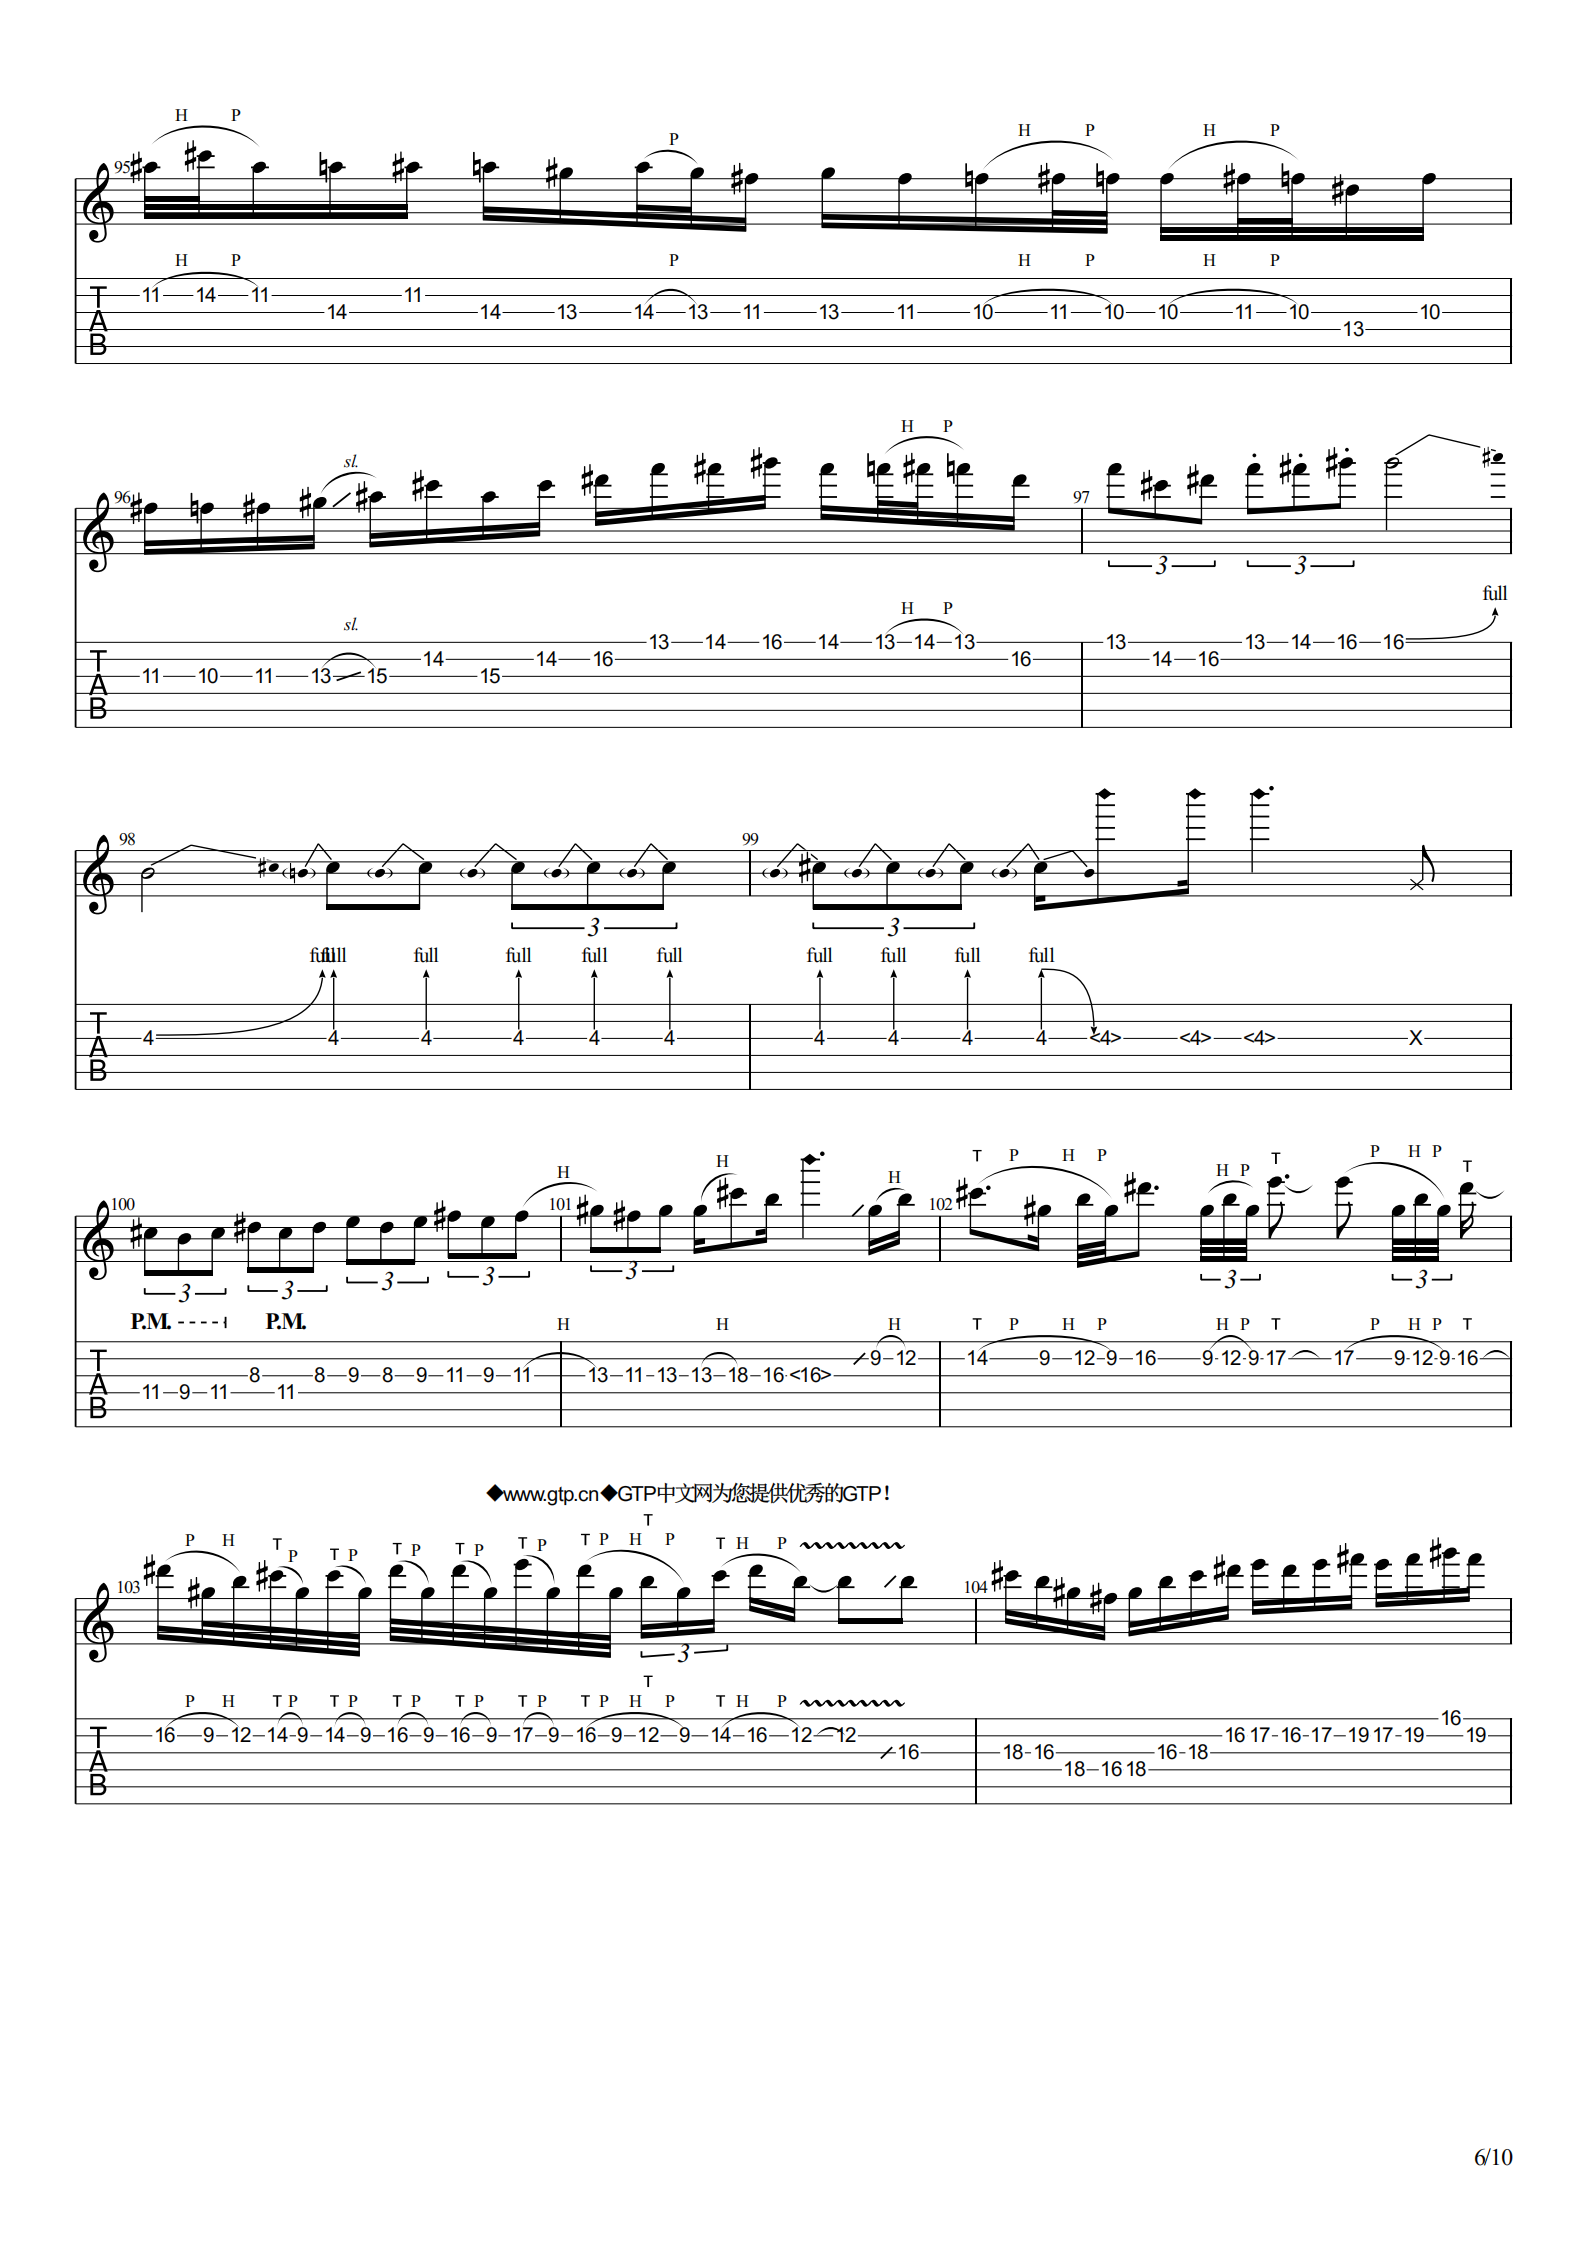 H P P H P H P
95
H P P H P H P
T 11 14 11 14 11 14 13 14 13 11 13 11 10 11 10 10 11 10 13 10
A
B
H P
sl.
96 97
3 3
full
H P
sl.
T 11 10 11 13 15 14 15 14 16 13 14 16 14 13 14 13 16 13 14 16 13 14 16 16
A
B
98 99
3 3
full full full full full full full full full full
T 4 4 4 4 4 4 4 4 4 4 <4> <4> <4> X
A
B
H H H T P H P H P T P H P T
100 101 102
3 3 3 3 3 3 3
P.M. P.M.
H H H T P H P H P T P H P T
T 11 9 11 8 11 8 9 8 9 11 9 11 13 11 13 13 18 16 <16> 9 12 14 9 12 9 16 9 12 9 17 17 9 12 9 16
A
B
◆www.gtp.cn◆GTP中文网为您提供优秀的GTP!
T
P H T P T P T P T P T P T P H P T H P
103 104
3
T
P H T P T P T P T P T P T P H P T H P
T 16 9 12 14 9 14 9 16 9 16 9 17 9 16 9 12 9 14 16 12 12 16 18 16 18 16 18 16 18 16 17 16 17 19 17 19 16 19
A
B
6/10